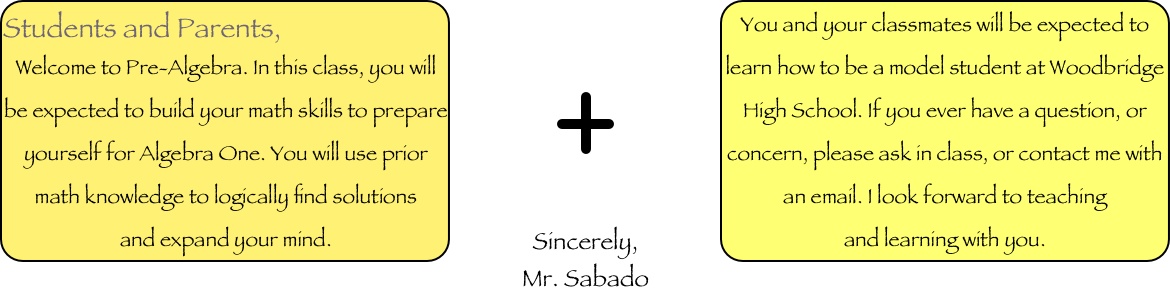 Students and Parents,
Welcome to Pre-Algebra. In this class, you will
be expected to build your math skills to prepare
yourself for Algebra One. You will use prior
math knowledge to logically find solutions
and expand your mind.
+
You and your classmates will be expected to
learn how to be a model student at Woodbridge
High School. If you ever have a question, or
concern, please ask in class, or contact me with
an email. I look forward to teaching
and learning with you.
Sincerely,
Mr. Sabado